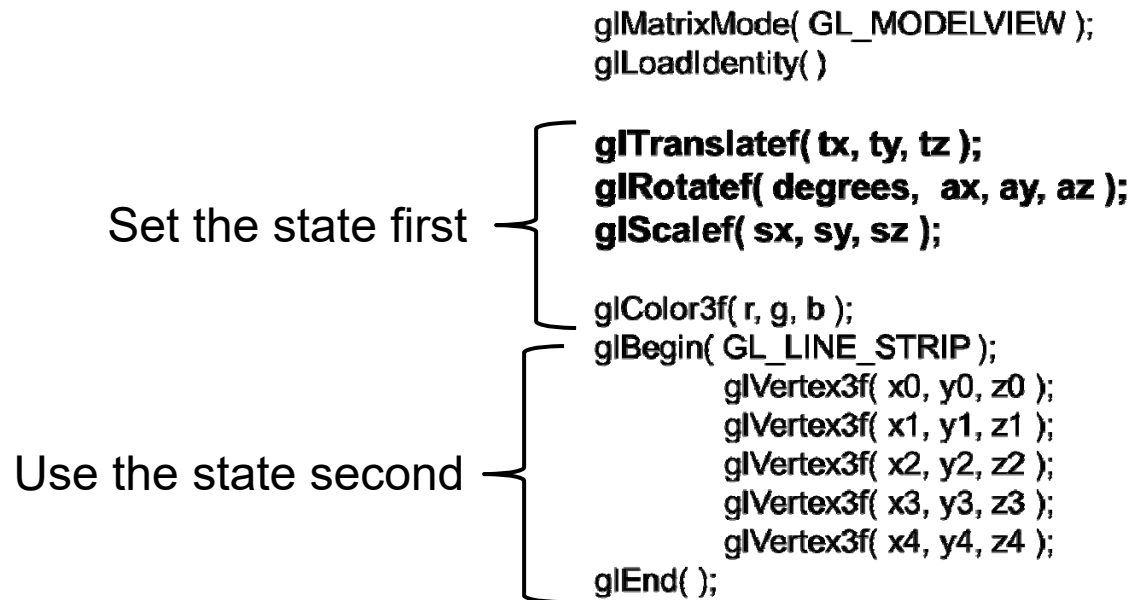 glMatrixMode( GL_MODELVIEW );
glLoadIdentity( )
glTranslatef( tx, ty, tz );
glRotatef( degrees, ax, ay, az );
glScalef( sx, sy, sz );
Set the state first
glColor3f( r, g, b );
glBegin( GL_LINE_STRIP );
glVertex3f( x0, y0, z0 );
glVertex3f( x1, y1, z1 );
glVertex3f( x2, y2, z2 );
glVertex3f( x3, y3, z3 );
glVertex3f( x4, y4, z4 );
Use the state second
glEnd( );